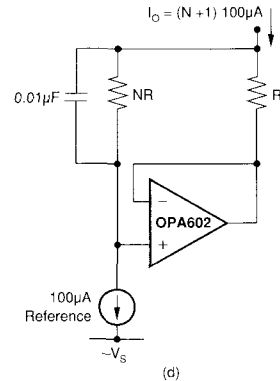 I_O = (N +1) 100μA
0.01μF
NR
R
−
OPA602
+
100μA
Reference
−V_S
(d)